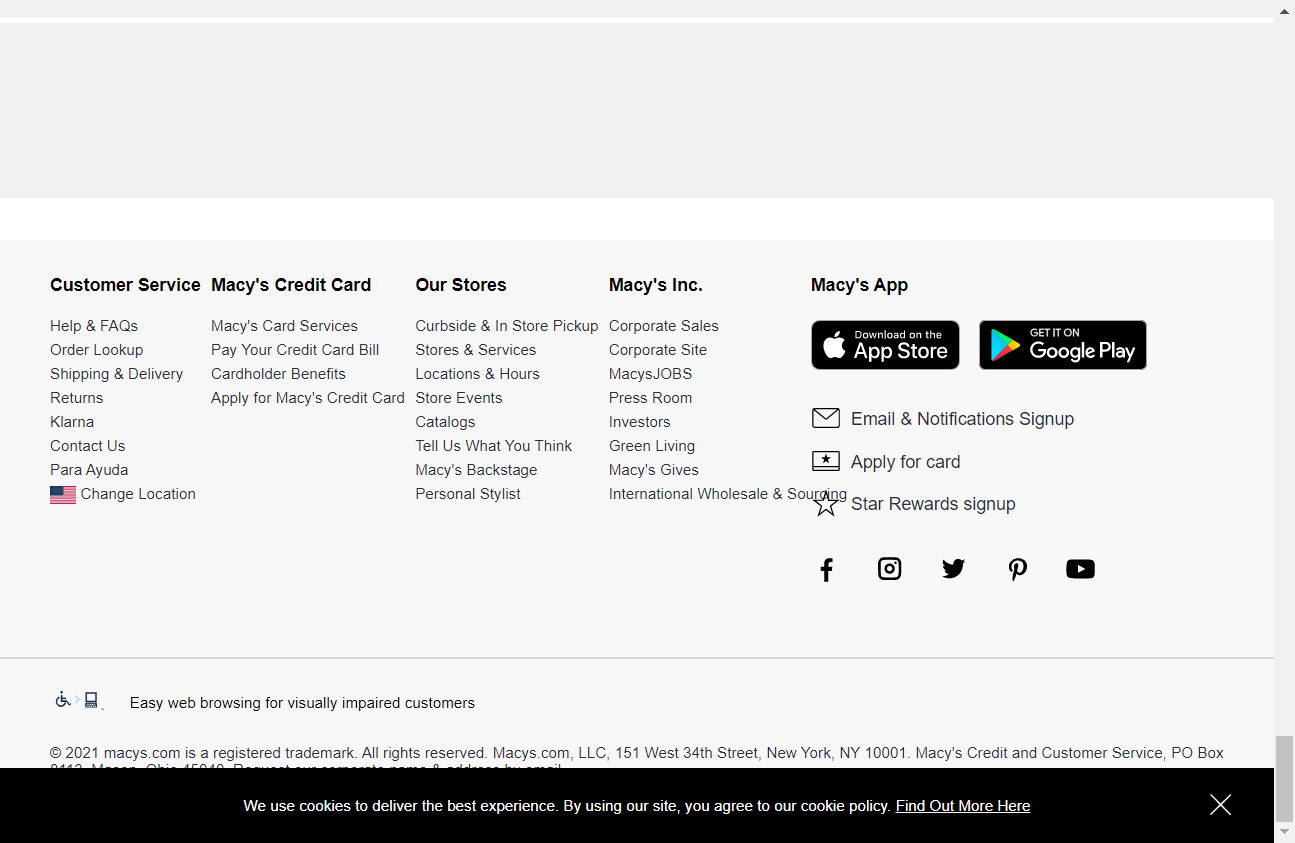 Customer Service
Help & FAQs
Order Lookup
Shipping & Delivery
Returns
Klarna
Contact Us
Para Ayuda
Change Location
Macy's Credit Card
Macy's Card Services
Pay Your Credit Card Bill
Cardholder Benefits
Apply for Macy's Credit Card
Our Stores
Curbside & In Store Pickup
Stores & Services
Locations & Hours
Store Events
Catalogs
Tell Us What You Think
Macy's Backstage
Personal Stylist
Macy's Inc.
Corporate Sales
Corporate Site
MacysJOBS
Press Room
Investors
Green Living
Macy's Gives
International Wholesale & Sourcing
Macy's App
Download on the
App Store
GET IT ON
Google Play
Email & Notifications Signup
Apply for card
Star Rewards signup
Easy web browsing for visually impaired customers
© 2021 macys.com is a registered trademark. All rights reserved. Macys.com, LLC, 151 West 34th Street, New York, NY 10001. Macy's Credit and Customer Service, PO Box
We use cookies to deliver the best experience. By using our site, you agree to our cookie policy. Find Out More Here